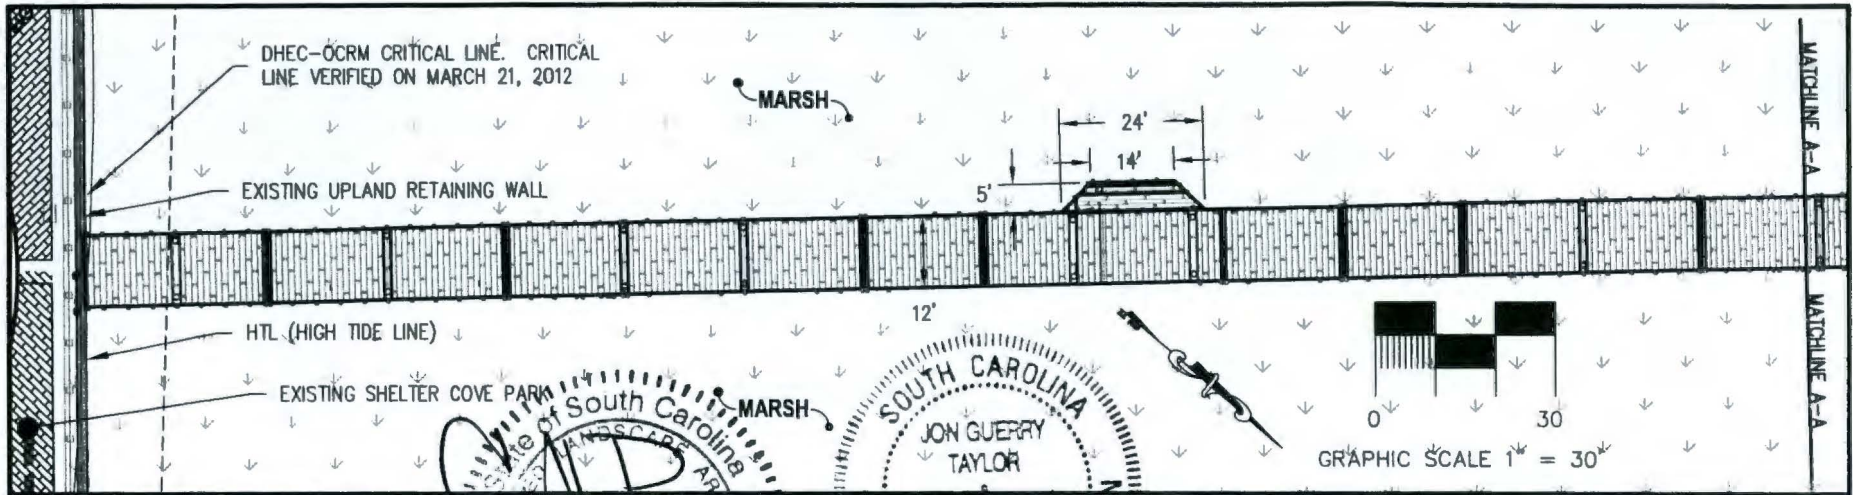 DHEC-OCRM CRITICAL LINE. CRITICAL
LINE VERIFIED ON MARCH 21, 2012
MARSH
MATCHLINE A-A
24'
14'
5'
EXISTING UPLAND RETAINING WALL
12'
HTL (HIGH TIDE LINE)
MATCHLINE A-A
EXISTING SHELTER COVE PARK
MARSH
State of South Carolina
LANDSCAPE AR
SOUTH CAROLINA
JON GUERRY
TAYLOR
0 30
GRAPHIC SCALE 1" = 30'